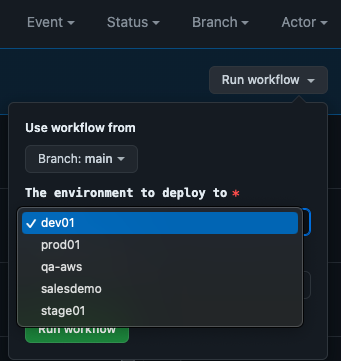 Event Status Branch Actor
Run workflow
Use workflow from
Branch: main
The environment to deploy to *
✓ dev01
prod01
qa-aws
salesdemo
stage01
Run workflow